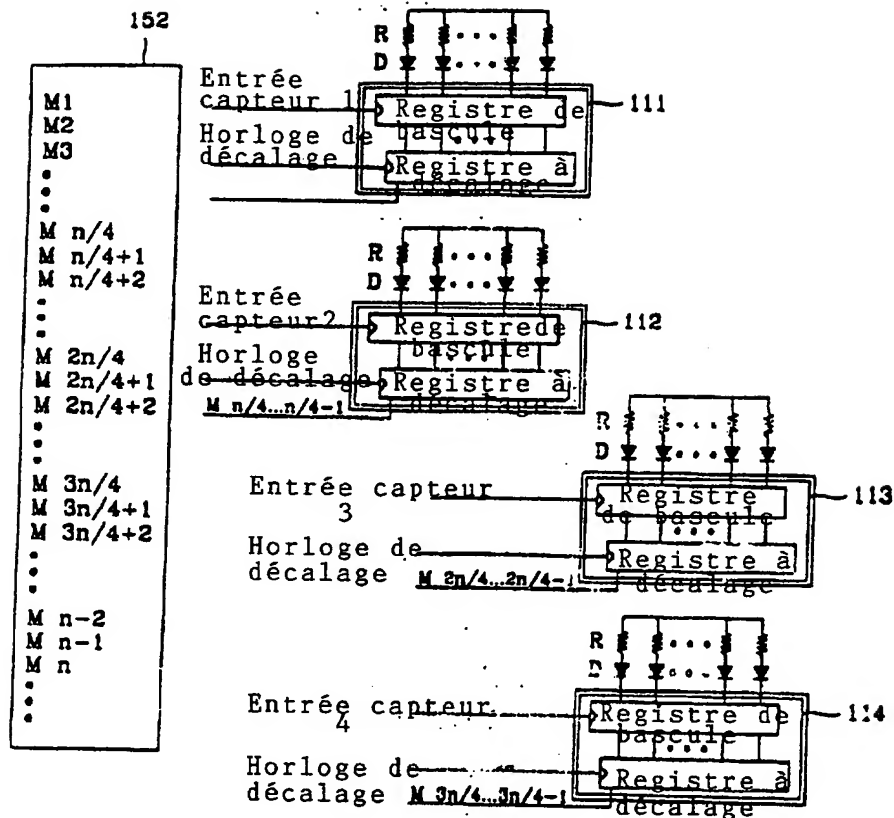 152
M1
M2
M3
M n/4
M n/4+1
M n/4+2
M 2n/4
M 2n/4+1
M 2n/4+2
M 3n/4
M 3n/4+1
M 3n/4+2
M n-2
M n-1
M n
R
D
Entrée
capteur 1
Registre de
bascule
111
Horloge de
décalage
Registre à
décalage
R
D
Entrée
capteur2
Registrede
bascule
112
Horloge
de décalage
Registre à
décalage
M n/4...n/4-1
R
D
Entrée capteur
3
Registre
de bascule
113
Horloge de
décalage
Registre à
décalage
M 2n/4...2n/4-1
R
D
Entrée capteur
4
Registre de
bascule
114
Horloge de
décalage
Registre à
décalage
M 3n/4...3n/4-1